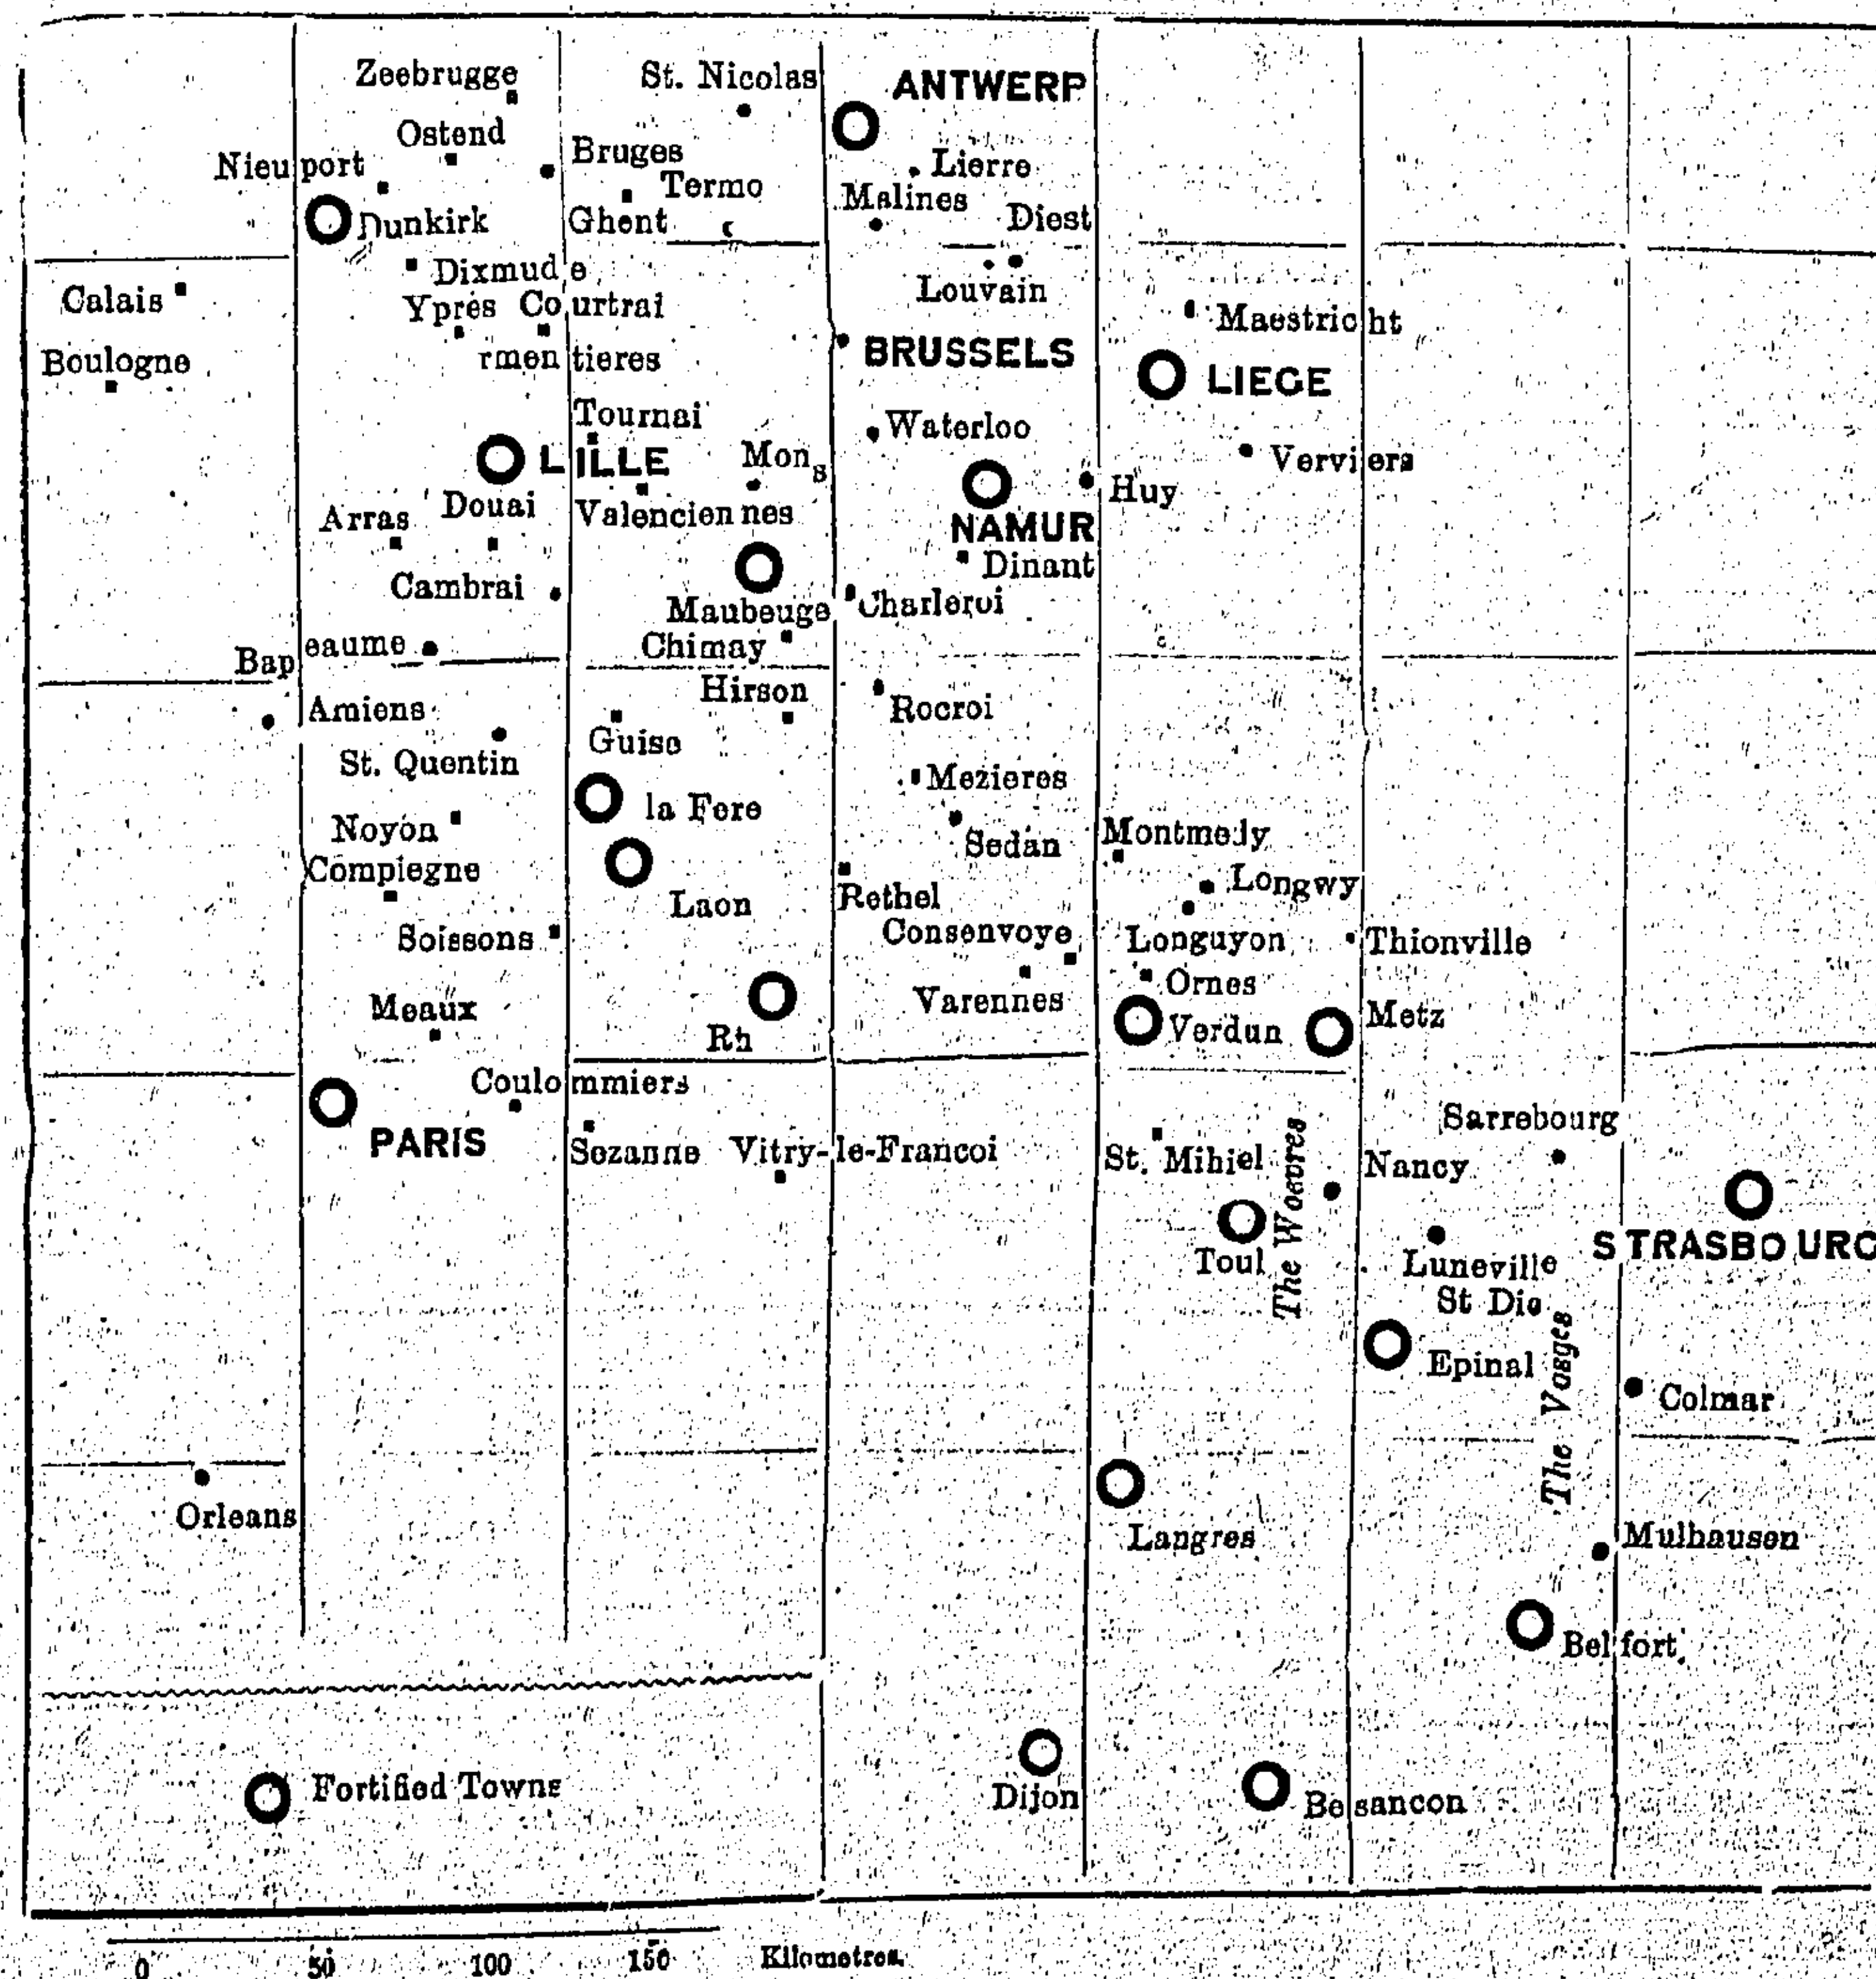 Zeebrugge
St. Nicolas
ANTWERP
Ostend
Nieuport
Bruges
Lierre
Termo
Malines
Dunkirk
Ghent
Diest
Dixmude
Calais
Ypres Courtrai
Louvain
Maestricht
Boulogne
rmentieres
BRUSSELS
LIEGE
Tournai
Waterloo
LILLE
Mons
Verviers
Huy
Arras
Douai
Valenciennes
NAMUR
Dinant
Cambrai
Maubeuge
Charleroi
Bapeaume
Chimay
Hirson
Rocroi
Amiens
Guise
St. Quentin
Mezieres
la Fere
Noyon
Sedan
Montmedy
Compiegne
Longwy
Laon
Rethel
Soissons
Consenvoye
Longuyon
Thionville
Ornes
Meaux
Varennes
Verdun
Metz
Rh
Coulommiers
Sarrebourg
PARIS
Sezanne
Vitry-le-Francoi
St. Mihiel
The Woevres
Nancy
Toul
STRASBOURG
Luneville
St Die
Epinal
The Vosges
Colmar
Orleans
Langres
Mulhausen
Belfort
Fortified Towns
Dijon
Besancon
0 50 100 150 Kilometres.